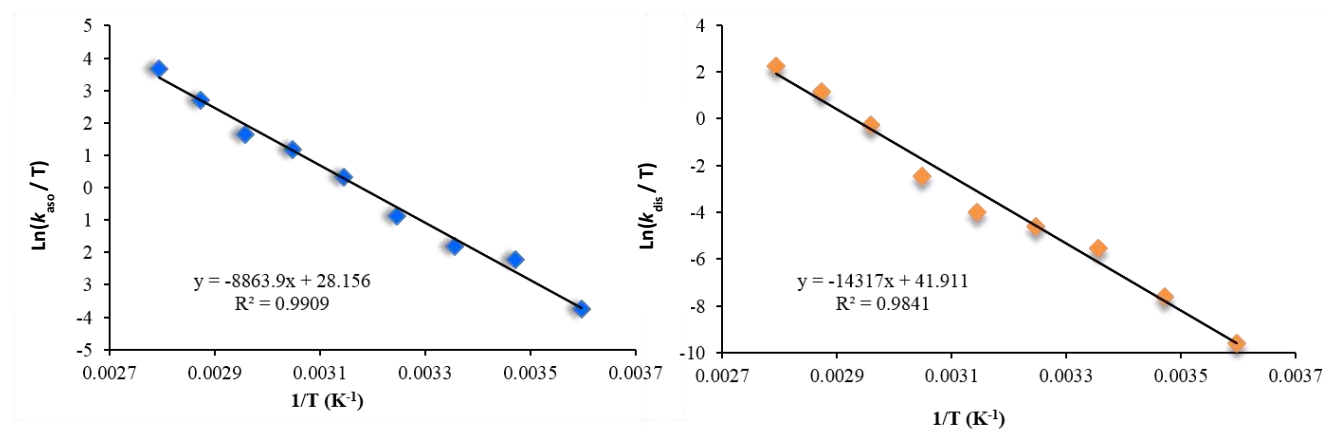 5
4
3
2
1
0
1
2
3
-4
-5
Ln(kaso / T)
y = -8863.9x + 28.156
R² = 0.9909
0.0027 0.0029 0.0031 0.0033 0.0035 0.0037
1/T (K-1)
4
2
0
-2
-4
-6
-8
-10
Ln(kdis / T)
y = -14317x + 41.911
R² = 0.9841
0.0027 0.0029 0.0031 0.0033 0.0035 0.0037
1/T (K-1)